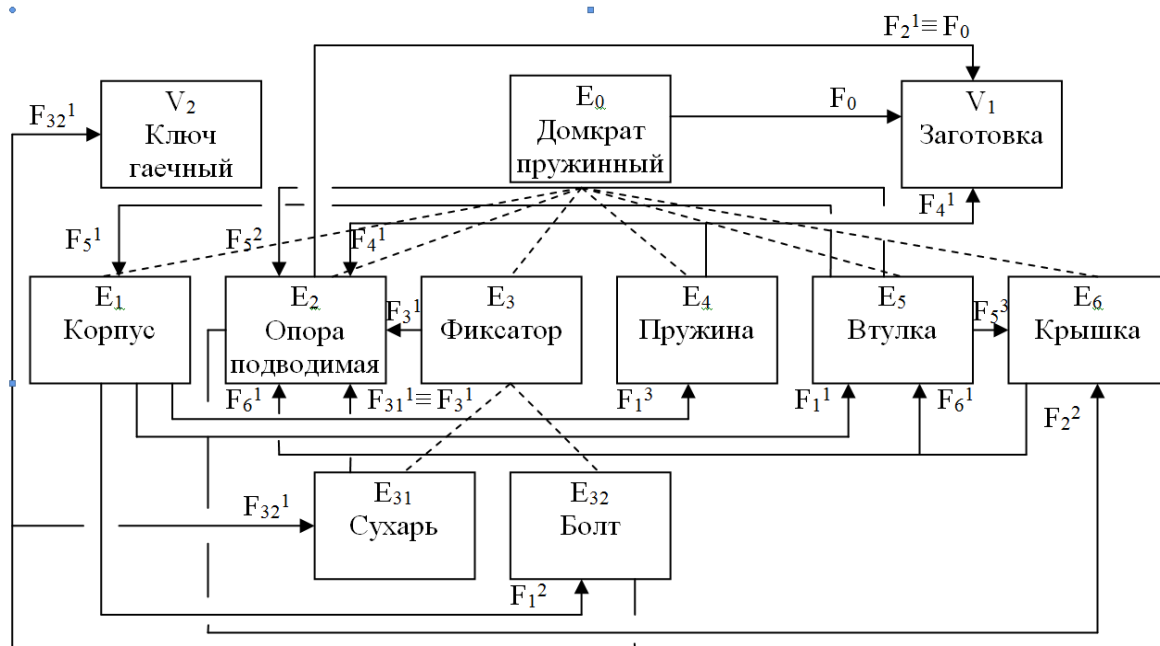 F₂¹≡ F₀
V₂
Ключ
гаечный
F₃₂¹
E₀
Домкрат
пружинный
F₀
V₁
Заготовка
F₄¹
F₅¹
F₅²
F₄¹
E₁
Корпус
E₂
Опора
подводимая
F₃¹
E₃
Фиксатор
E₄
Пружина
E₅
Втулка
F₅³
E₆
Крышка
F₆¹
F₃₁¹≡ F₃¹
F₁³
F₁¹
F₆¹
F₂²
F₃₂¹
E₃₁
Сухарь
E₃₂
Болт
F₁²